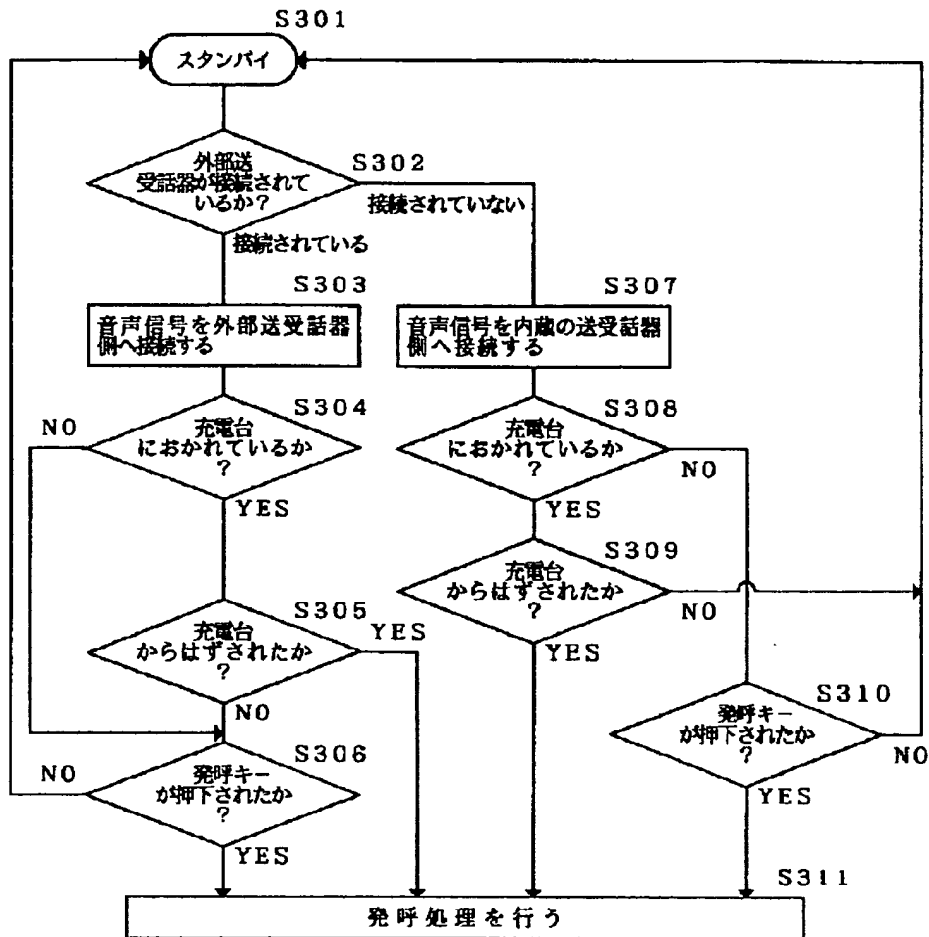 S301
スタンバイ
S302
外部送
受話器が接続されて
いるか？
接続されていない
接続されている
S303
音声信号を外部送受話器
側へ接続する
S307
音声信号を内蔵の送受話器
側へ接続する
S304
充電台
におかれているか
？
NO
YES
S308
充電台
におかれているか
？
NO
YES
S309
充電台
からはずされたか
？
NO
YES
S305
充電台
からはずされたか
？
YES
NO
S306
発呼キー
が押下されたか
？
NO
YES
S310
発呼キー
が押下されたか
？
NO
YES
S311
発呼処理を行う